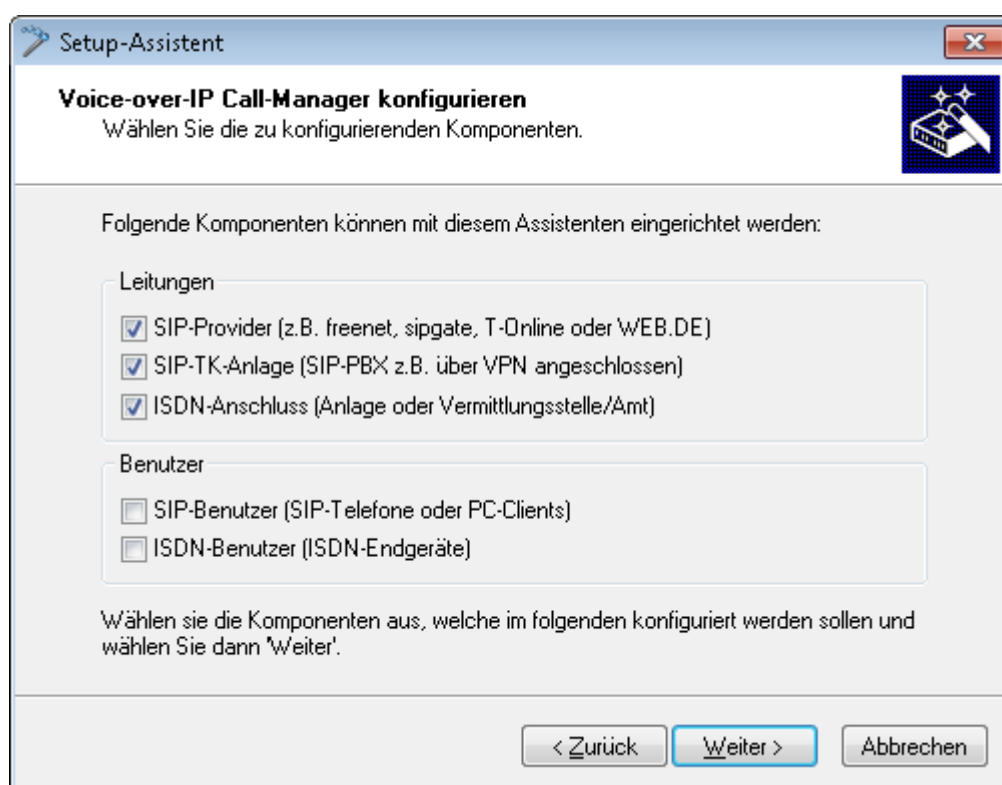 Setup-Assistent
Voice-over-IP Call-Manager konfigurieren
Wählen Sie die zu konfigurierenden Komponenten.
Folgende Komponenten können mit diesem Assistenten eingerichtet werden:
Leitungen
SIP-Provider (z.B. freenet, sipgate, T-Online oder WEB.DE)
SIP-TK-Anlage (SIP-PBX z.B. über VPN angeschlossen)
ISDN-Anschluss (Anlage oder Vermittlungsstelle/Amt)
Benutzer
SIP-Benutzer (SIP-Telefone oder PC-Clients)
ISDN-Benutzer (ISDN-Endgeräte)
Wählen sie die Komponenten aus, welche im folgenden konfiguriert werden sollen und
wählen Sie dann 'Weiter'.
< Zurück Weiter > Abbrechen